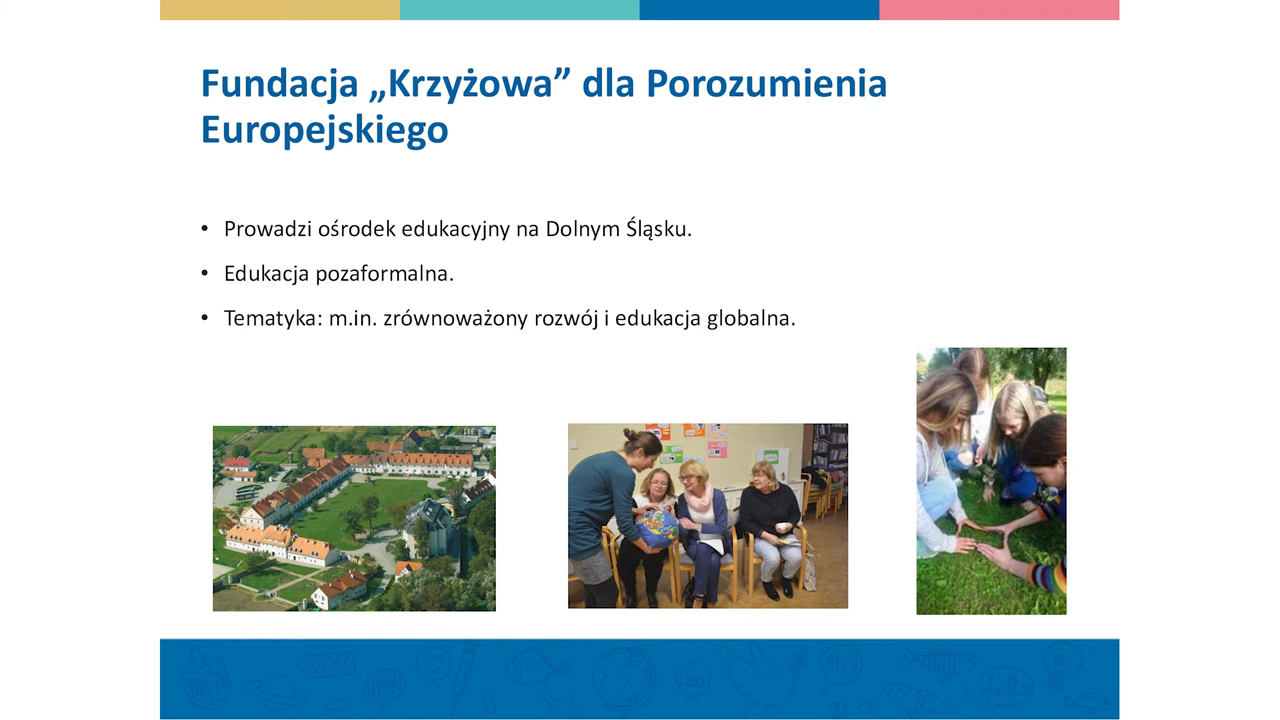 Fundacja „Krzyżowa” dla Porozumienia
Europejskiego
• Prowadzi ośrodek edukacyjny na Dolnym Śląsku.
• Edukacja pozaformalna.
• Tematyka: m.in. zrównoważony rozwój i edukacja globalna.
hello!